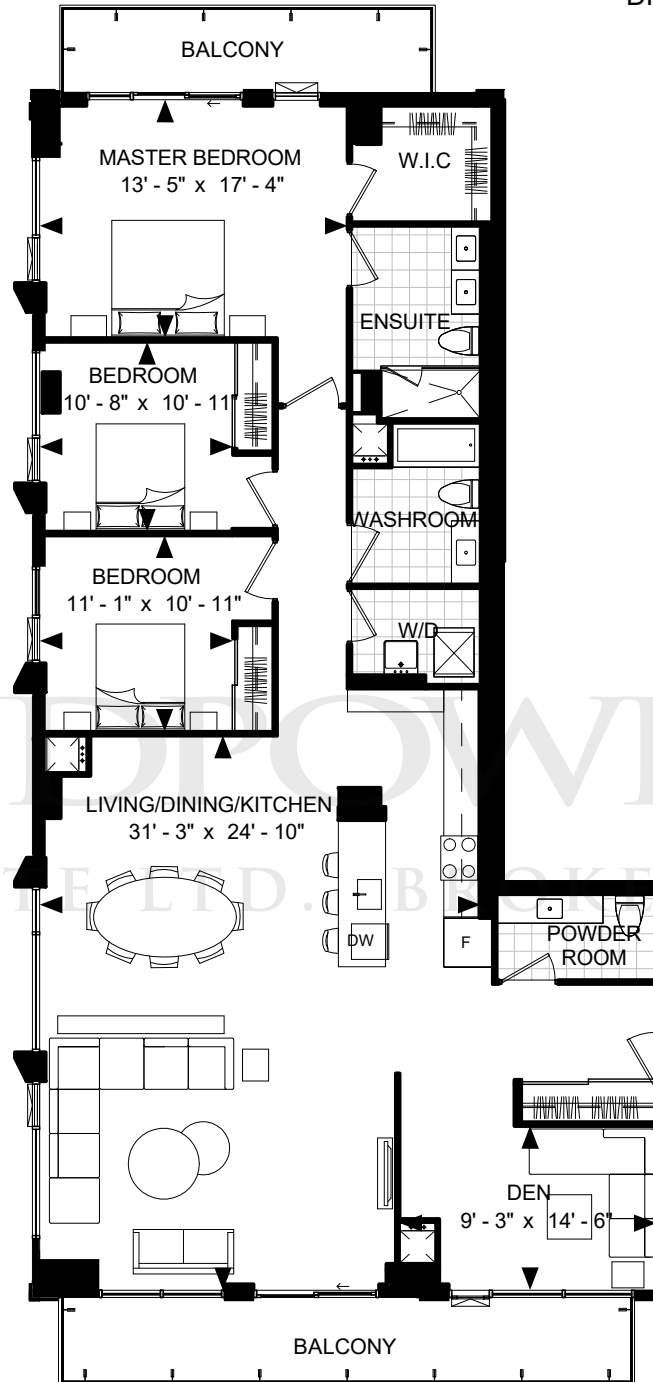 BALCONY
MASTER BEDROOM
13' - 5" x 17' - 4"
W.I.C
ENSUITE
BEDROOM
10' - 8" x 10' - 11"
WASHROOM
BEDROOM
11' - 1" x 10' - 11"
W/D
LIVING/DINING/KITCHEN
31' - 3" x 24' - 10"
DW
F
POWDER
ROOM
DEN
9' - 3" x 14' - 6"
BALCONY